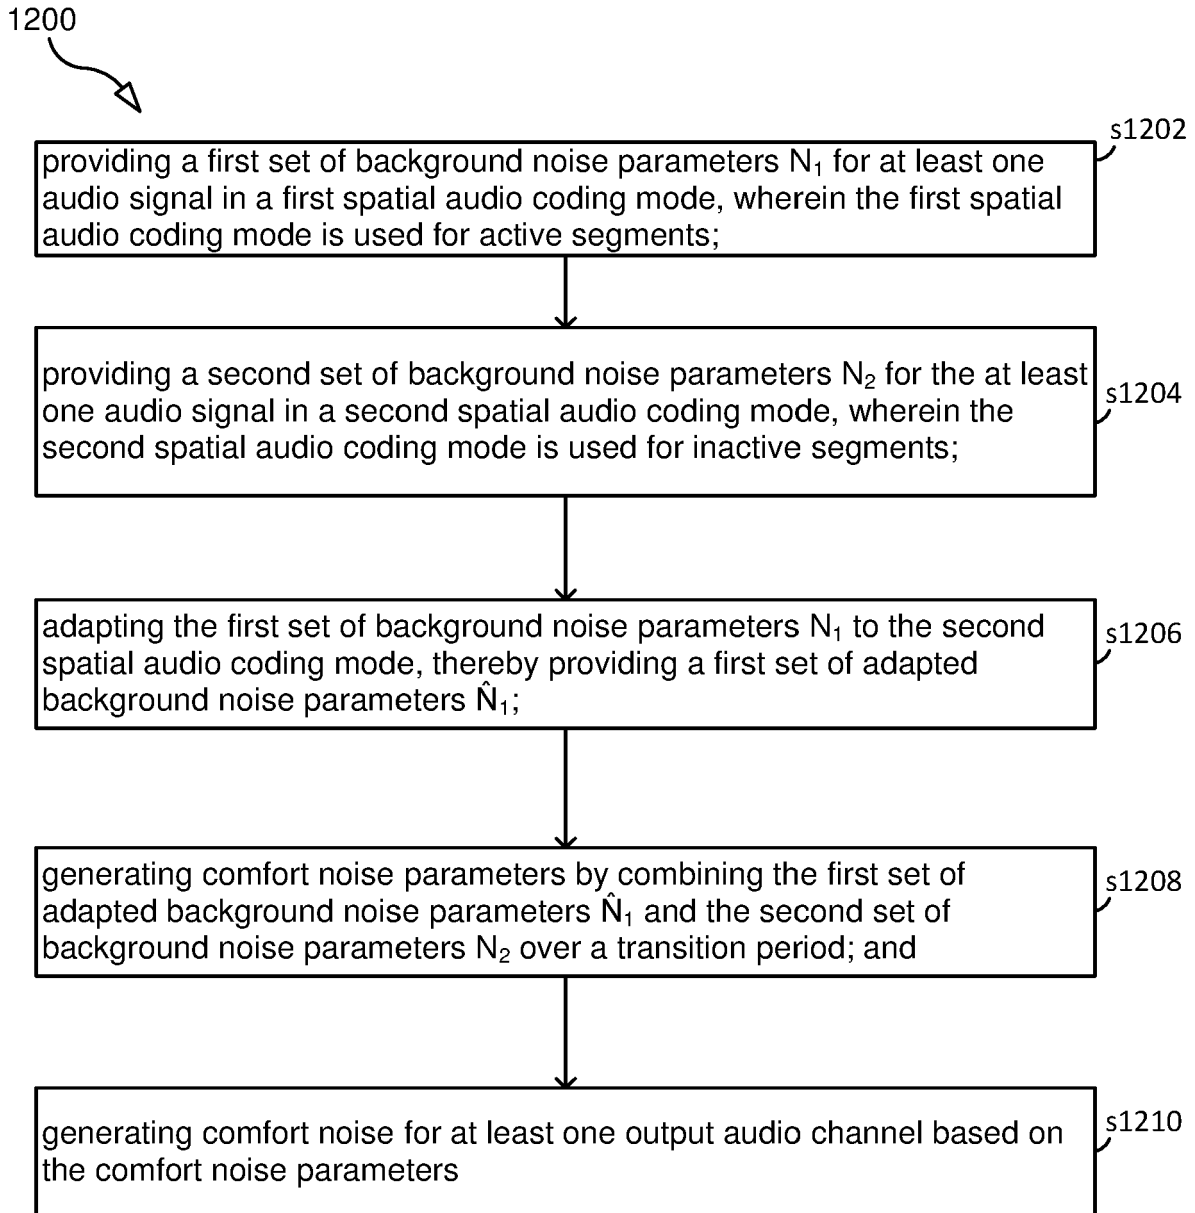 1200
s1202
providing a first set of background noise parameters N₁ for at least one
audio signal in a first spatial audio coding mode, wherein the first spatial
audio coding mode is used for active segments;
s1204
providing a second set of background noise parameters N₂ for the at least
one audio signal in a second spatial audio coding mode, wherein the
second spatial audio coding mode is used for inactive segments;
s1206
adapting the first set of background noise parameters N₁ to the second
spatial audio coding mode, thereby providing a first set of adapted
background noise parameters N̂₁;
s1208
generating comfort noise parameters by combining the first set of
adapted background noise parameters N̂₁ and the second set of
background noise parameters N₂ over a transition period; and
s1210
generating comfort noise for at least one output audio channel based on
the comfort noise parameters